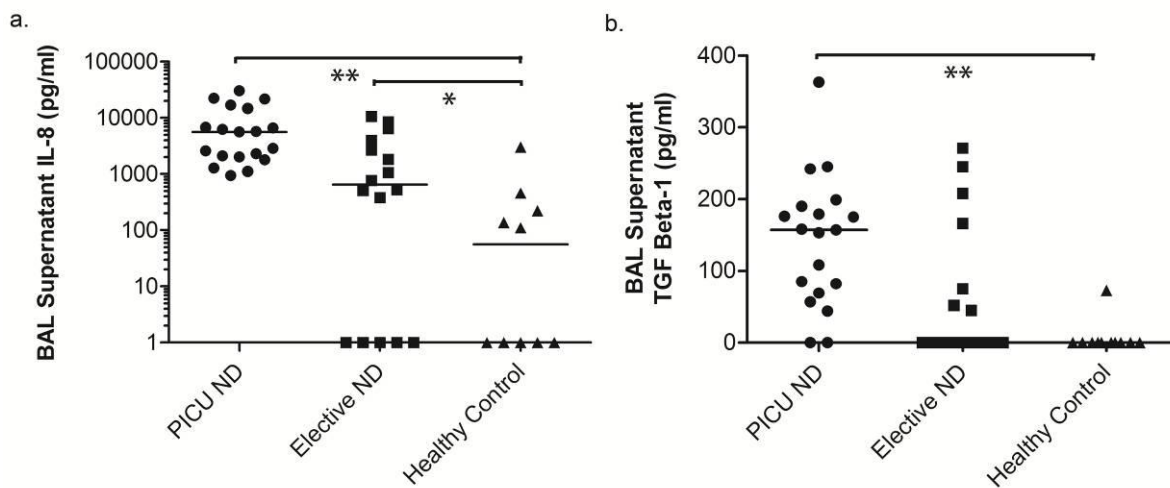 a.
BAL Supernatant IL-8 (pg/ml)
100000
10000
1000
100
10
1
**
*
PICU ND
Elective ND
Healthy Control
b.
BAL Supernatant
TGF Beta-1 (pg/ml)
400
300
200
100
0
**
PICU ND
Elective ND
Healthy Control